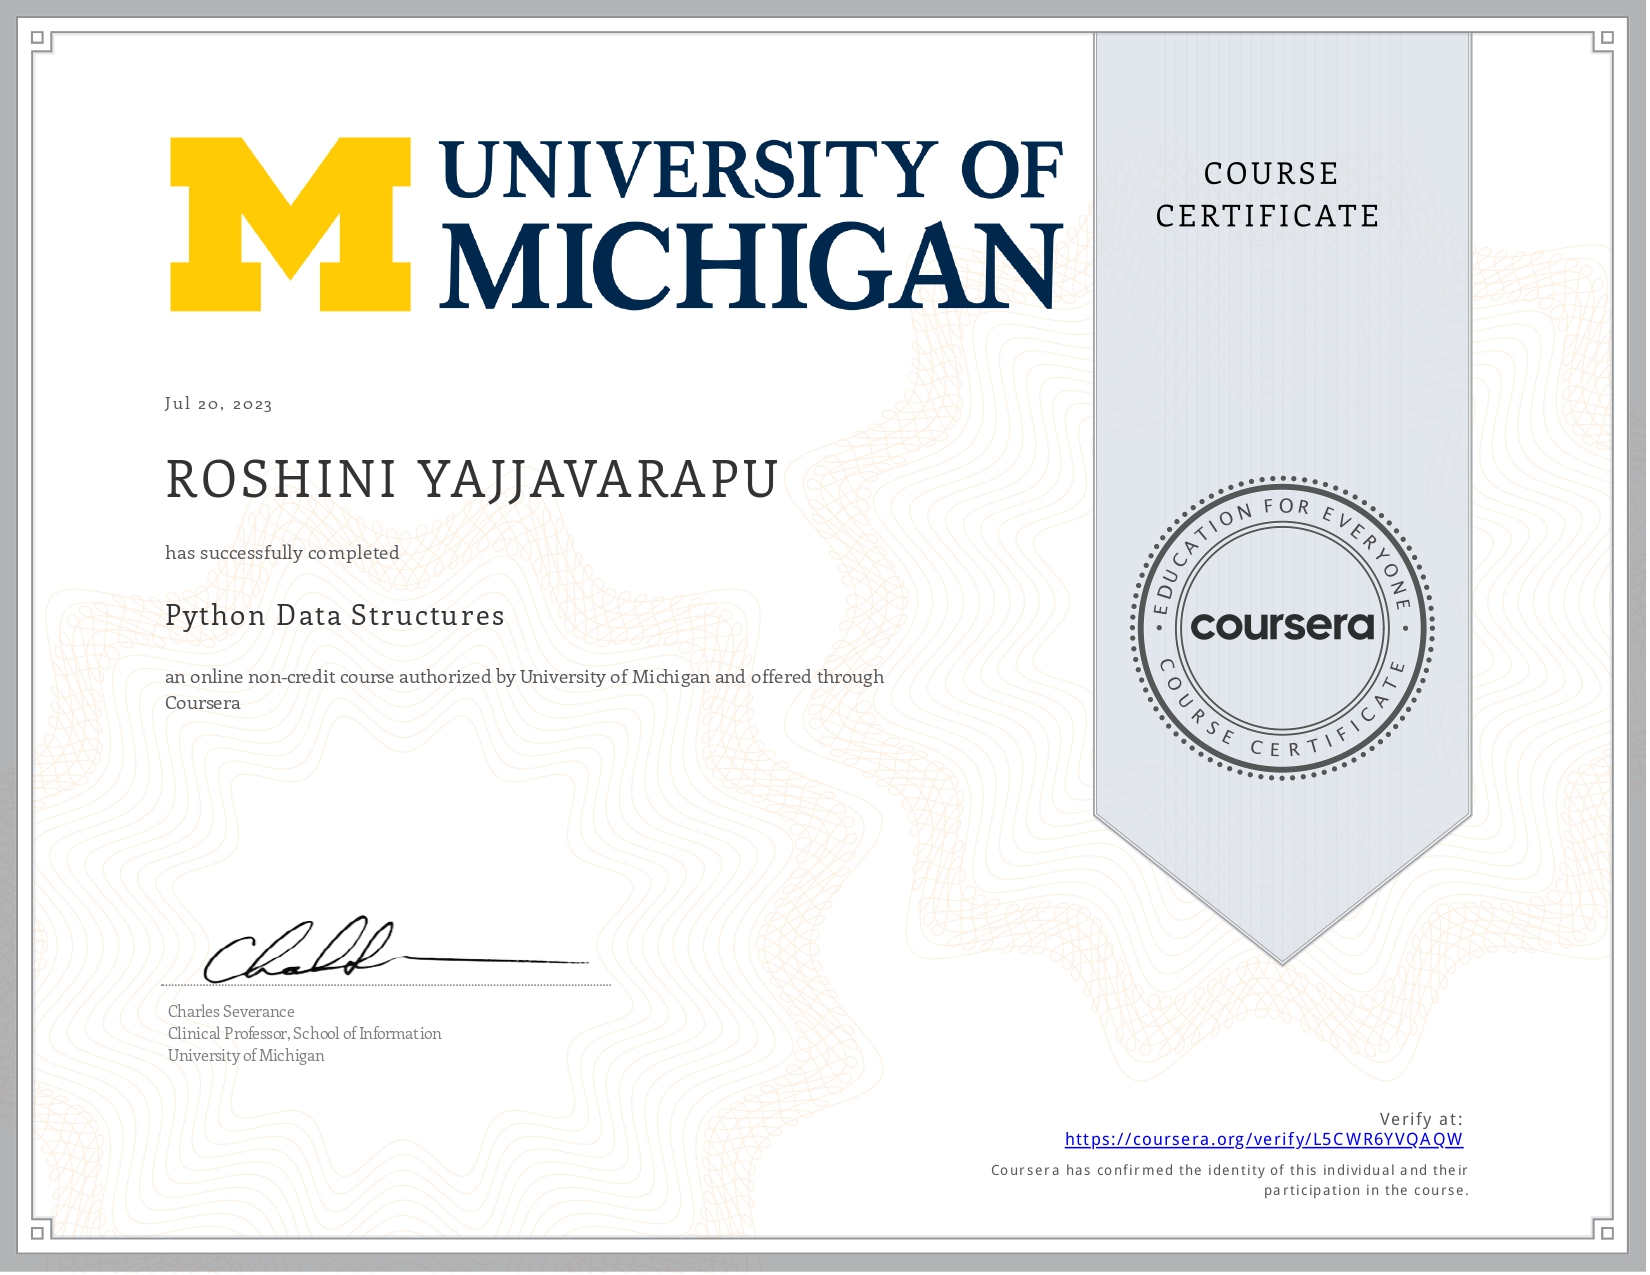 UNIVERSITY OF
MICHIGAN
COURSE
CERTIFICATE
Jul 20, 2023
ROSHINI YAJJAVARAPU
has successfully completed
Python Data Structures
an online non-credit course authorized by University of Michigan and offered through
Coursera
EDUCATION FOR EVERYONE
coursera
COURSE CERTIFICATE
Charles Severance
Clinical Professor, School of Information
University of Michigan
Verify at:
https://coursera.org/verify/L5CWR6YVQAQW
Coursera has confirmed the identity of this individual and their
participation in the course.